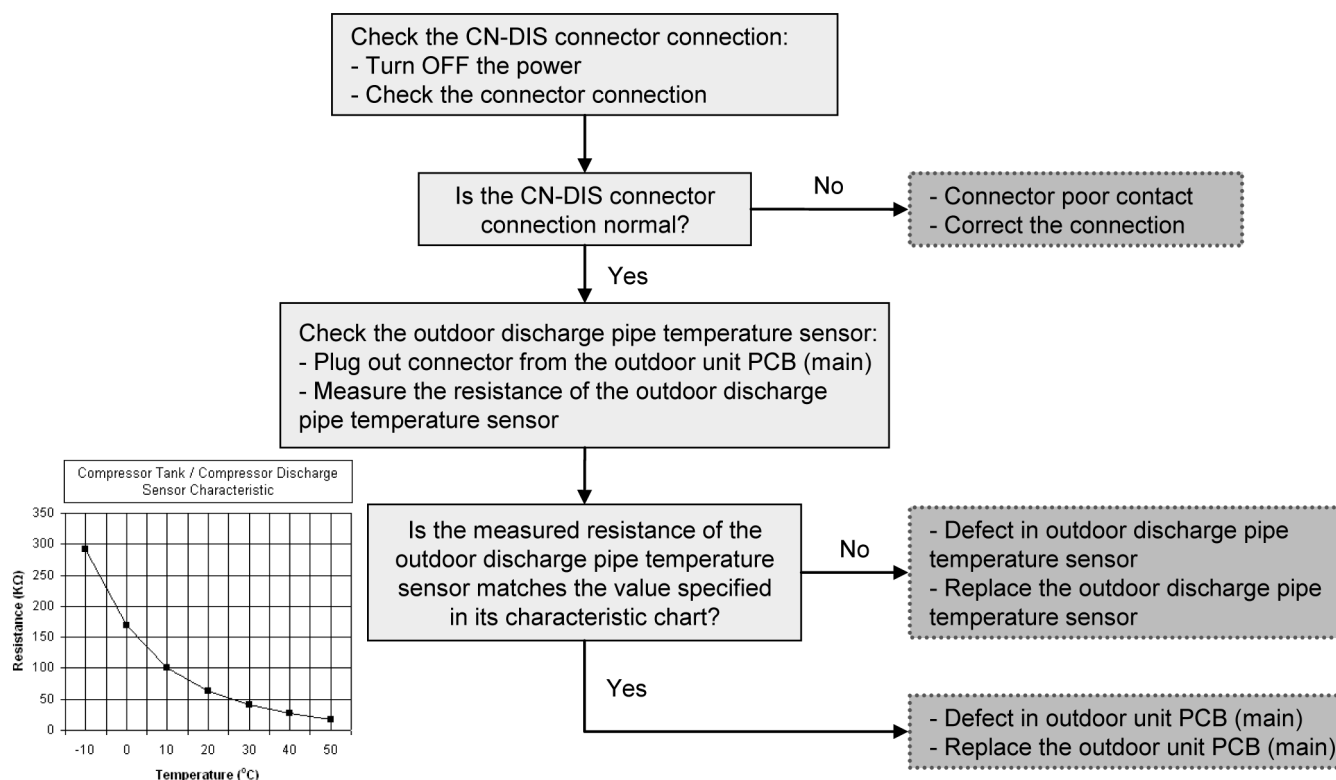 Check the CN-DIS connector connection:
- Turn OFF the power
- Check the connector connection
Is the CN-DIS connector
connection normal?
No
- Connector poor contact
- Correct the connection
Yes
Check the outdoor discharge pipe temperature sensor:
- Plug out connector from the outdoor unit PCB (main)
- Measure the resistance of the outdoor discharge
pipe temperature sensor
Compressor Tank / Compressor Discharge
Sensor Characteristic
350
300
250
200
150
100
50
0
Resistance (KΩ)
-10 0 10 20 30 40 50
Temperature (°C)
Is the measured resistance of the
outdoor discharge pipe temperature
sensor matches the value specified
in its characteristic chart?
No
- Defect in outdoor discharge pipe
temperature sensor
- Replace the outdoor discharge pipe
temperature sensor
Yes
- Defect in outdoor unit PCB (main)
- Replace the outdoor unit PCB (main)